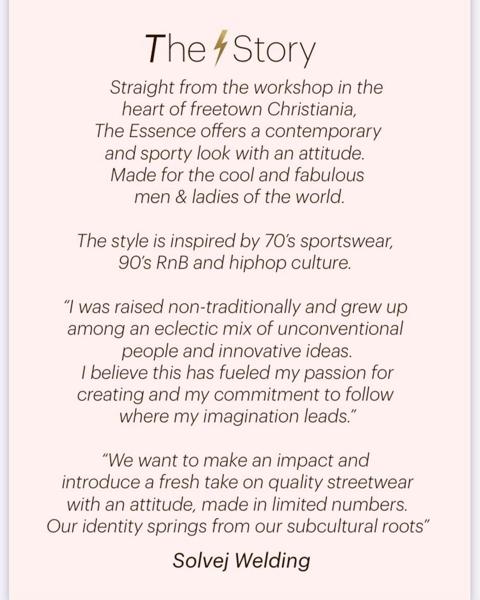 The Story
Straight from the workshop in the
heart of freetown Christiania,
The Essence offers a contemporary
and sporty look with an attitude.
Made for the cool and fabulous
men & ladies of the world.
The style is inspired by 70's sportswear,
90's RnB and hiphop culture.
“I was raised non-traditionally and grew up
among an eclectic mix of unconventional
people and innovative ideas.
I believe this has fueled my passion for
creating and my commitment to follow
where my imagination leads.”
“We want to make an impact and
introduce a fresh take on quality streetwear
with an attitude, made in limited numbers.
Our identity springs from our subcultural roots”
Solvej Welding